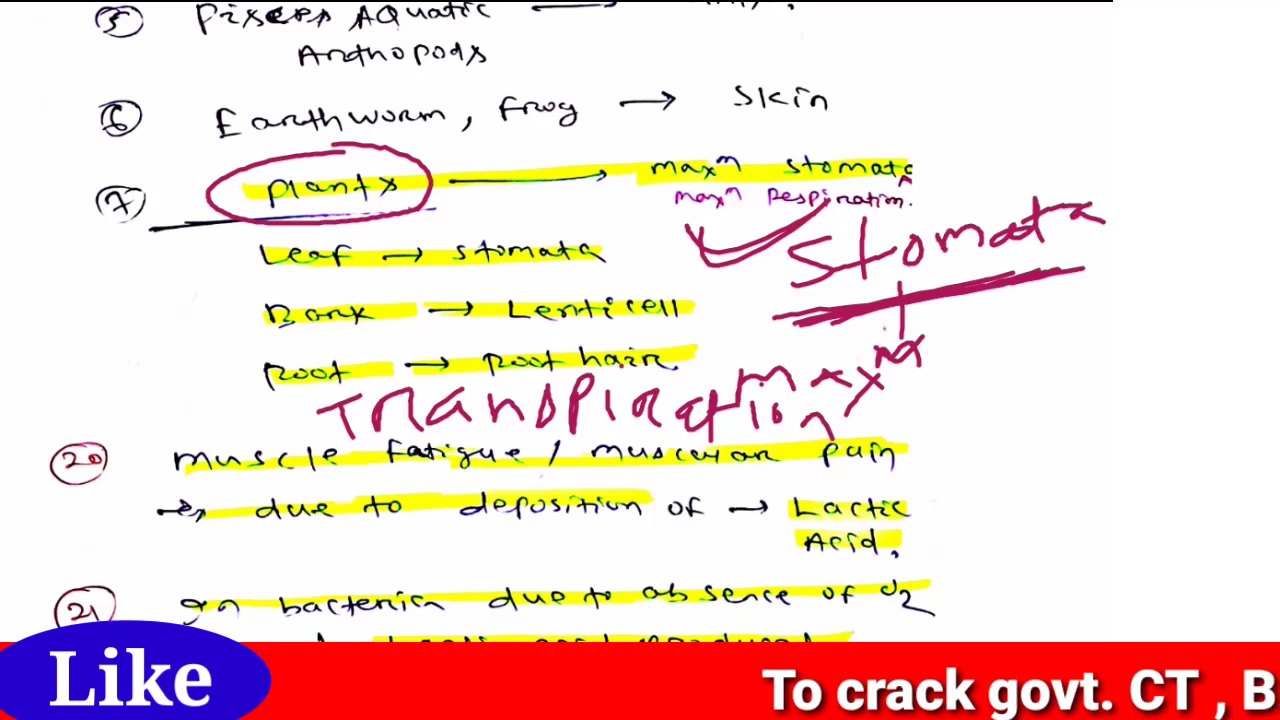 ⑤ Pisces, Aquatic →
Arthopods
⑥ Earthworm, Frog → Skin
⑦ Plants → maxᵐ stomata
maxᵐ Respiration.
Stomata
Leaf → stomata
Bark → Lenticell
Root → Root hair
maxᵐ
TRANSPIRation
⑳ muscle fatigue / muscular pain
→ due to deposition of → Lactic
Acid.
㉑ In bacteria due to absence of O₂
Like
To crack govt. CT , B